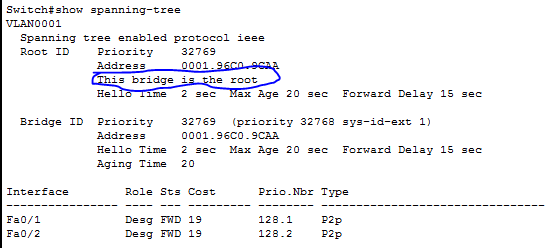 Switch#show spanning-tree
VLAN0001
  Spanning tree enabled protocol ieee
  Root ID    Priority    32769
             Address     0001.96C0.9CAA
             This bridge is the root
             Hello Time  2 sec  Max Age 20 sec  Forward Delay 15 sec
  Bridge ID  Priority    32769  (priority 32768 sys-id-ext 1)
             Address     0001.96C0.9CAA
             Hello Time  2 sec  Max Age 20 sec  Forward Delay 15 sec
             Aging Time  20
Interface        Role Sts Cost      Prio.Nbr Type
---------------- ---- --- --------- -------- --------------------------------
Fa0/1            Desg FWD 19        128.1    P2p
Fa0/2            Desg FWD 19        128.2    P2p